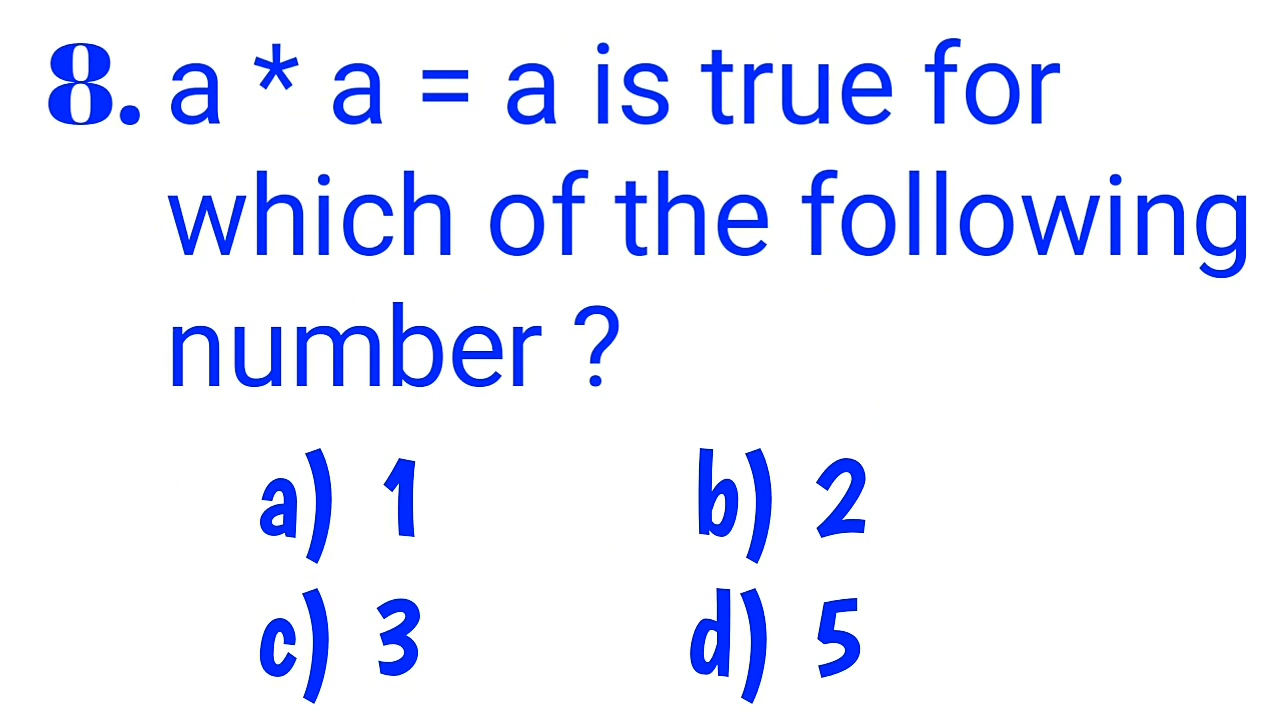 8. a * a = a is true for
which of the following
number ?
a) 1 b) 2
c) 3 d) 5